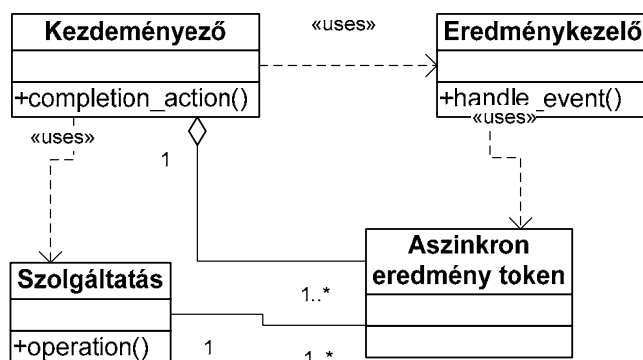 Kezdeményező
«uses»
Eredménykezelő
+completion_action()
+handle_event()
«uses»
«uses»
1
Szolgáltatás
Aszinkron
eredmény token
1..*
+operation()
1
1..*